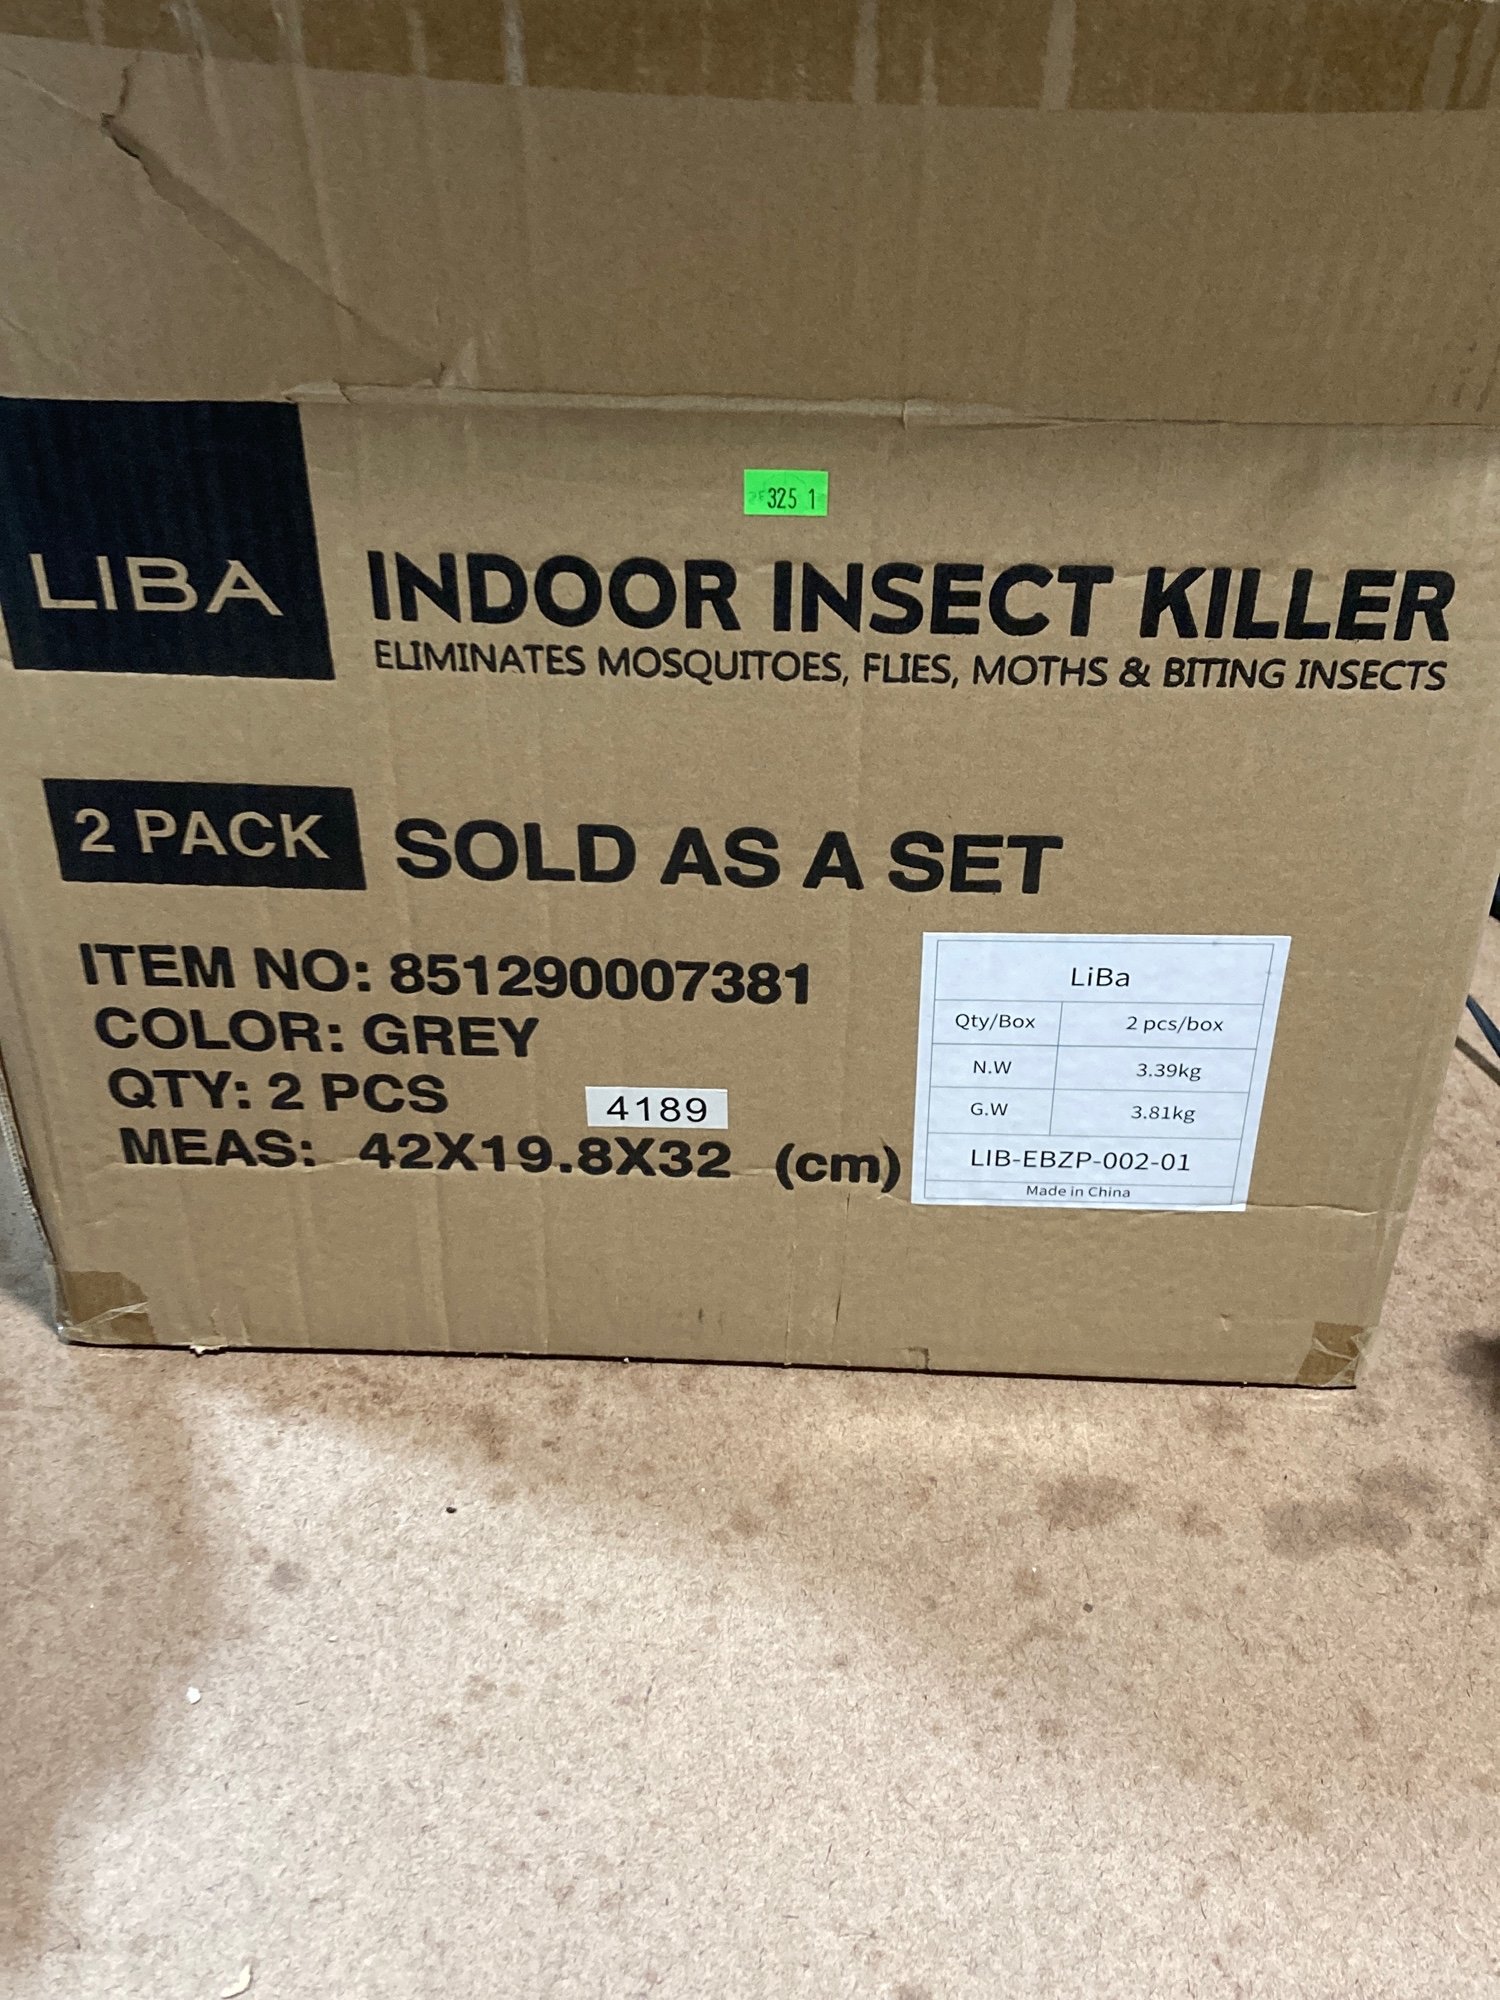 325 1
LIBA
INDOOR INSECT KILLER
ELIMINATES MOSQUITOES, FLIES, MOTHS & BITING INSECTS
2 PACK
SOLD AS A SET
ITEM NO: 851290007381
COLOR: GREY
QTY: 2 PCS
4189
MEAS: 42X19.8X32 (cm)
LiBa
Qty/Box 2 pcs/box
N.W 3.39kg
G.W 3.81kg
LIB-EBZP-002-01
Made in China